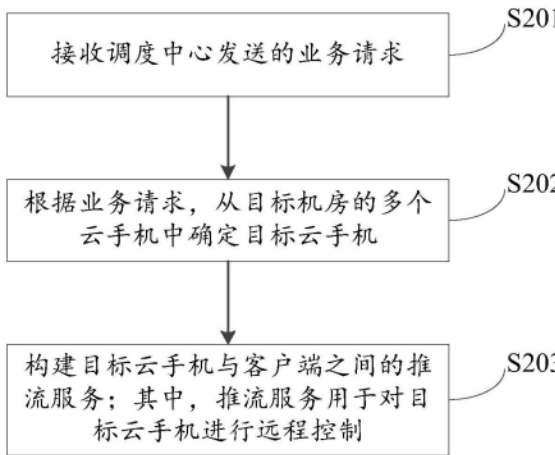 S201
接收调度中心发送的业务请求
S202
根据业务请求，从目标机房的多个
云手机中确定目标云手机
S203
构建目标云手机与客户端之间的推
流服务；其中，推流服务用于对目
标云手机进行远程控制